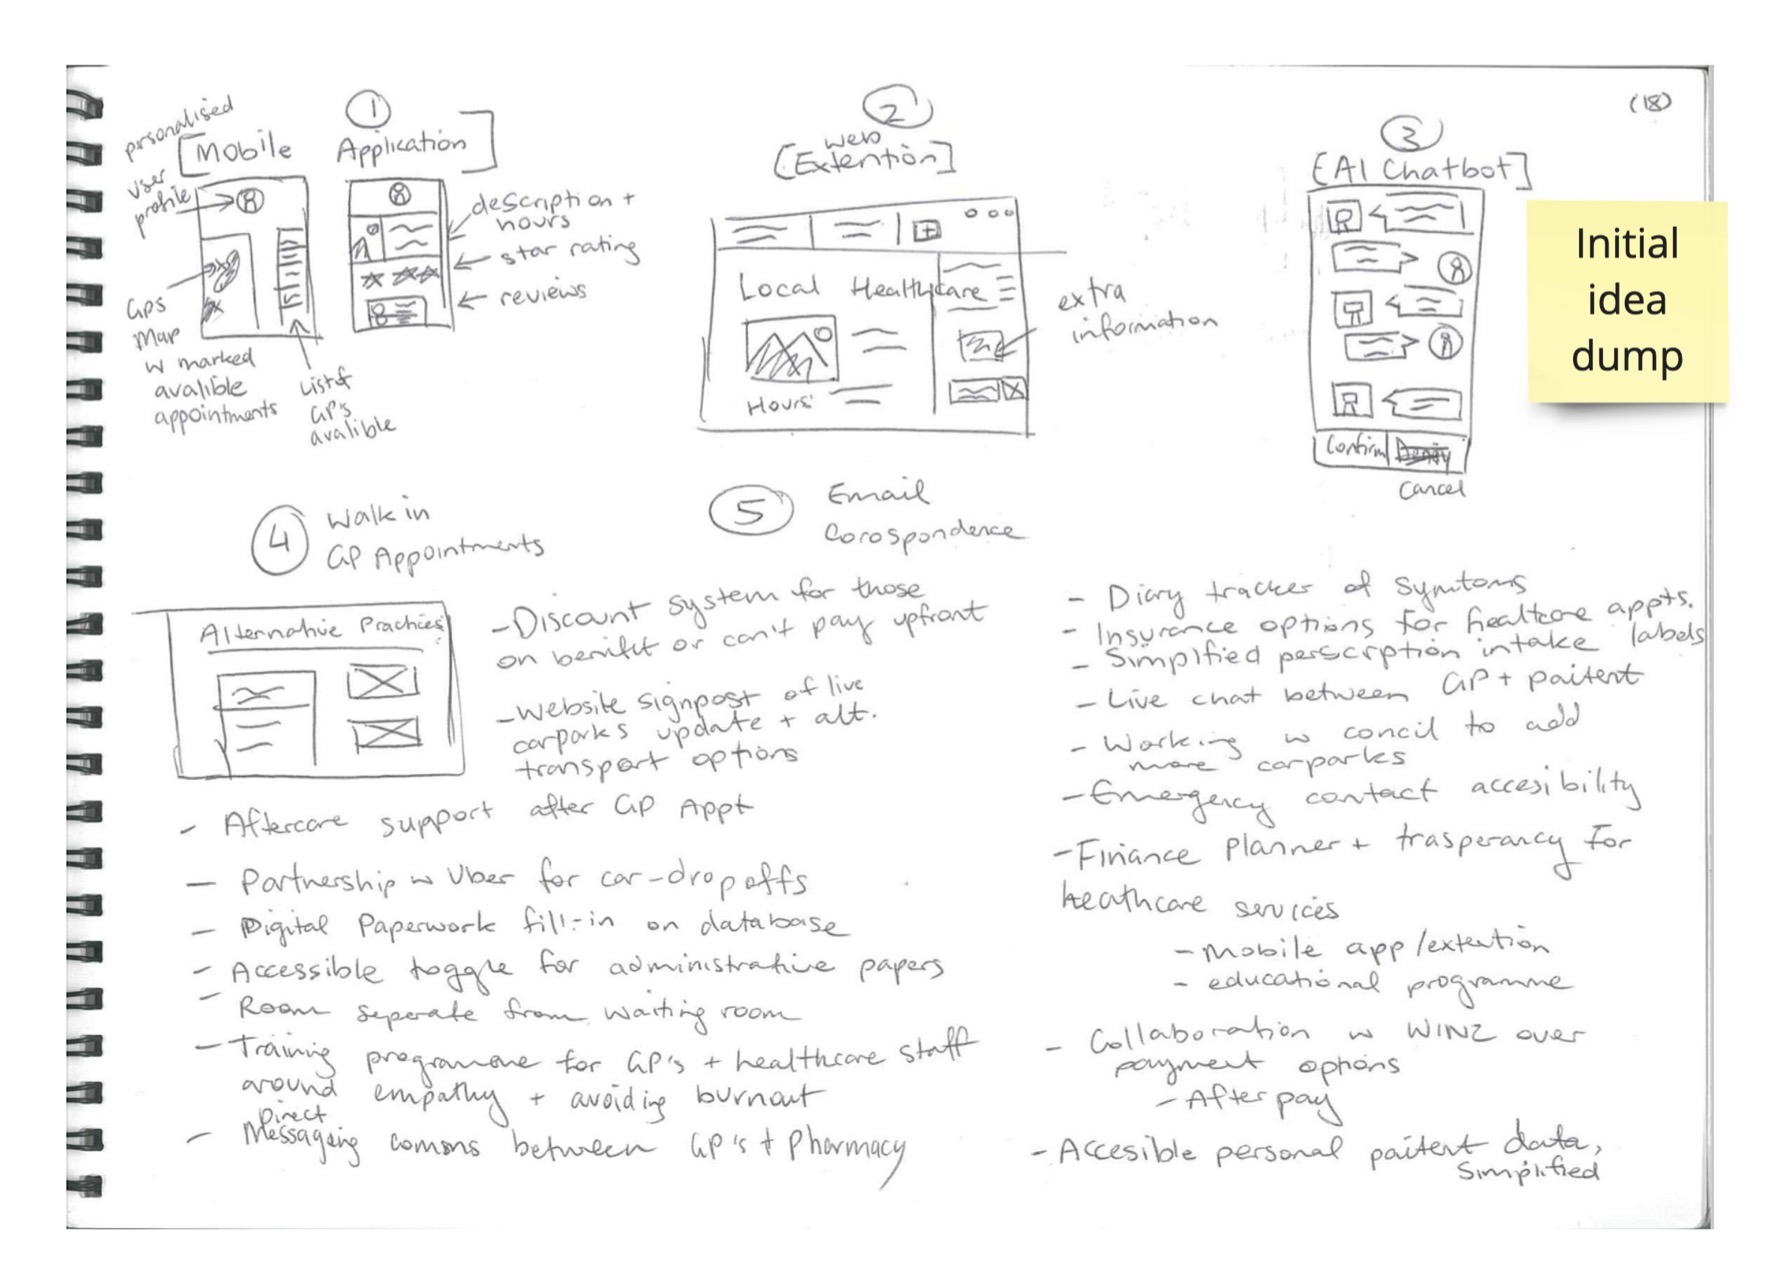 (18)
①
[Mobile Application]
personalised
user
profile
GPS
Map
w marked
avalible
appointments
List of
GP's
avalible
description +
hours
star rating
reviews
②
web
[Extention]
Local Healthcare
Hours
extra
information
③
[AI Chatbot]
Confirm
Cancel
Initial
idea
dump
④ Walk in
GP Appointments
Alternative Practices
⑤ Email
Corospondence
- Discount system for those
on benifit or can't pay upfront
- Website signpost of live
carparks update + alt.
transport options
- Aftercare support after GP Appt
- Partnership w Uber for car-dropoffs
- Digital Paperwork fill-in on database
- Accessible toggle for administrative papers
- Room seperate from waiting room
- Training programme for GP's + healthcare staff
around empathy + avoiding burnout
Direct
- Messaging comms between GP's + Pharmacy
- Diary tracker of symtoms
- Insurance options for healtcare appts.
- Simplified perscription intake labels
- Live chat between GP + paitent
- Working w concil to add
more carparks
- Emergency contact accesibility
- Finance Planner + trasperancy for
heathcare services
- Mobile app/extention
- educational programme
- Collaboration w WINZ over
payment options
- After pay
- Accesible personal paitent data,
Simplified